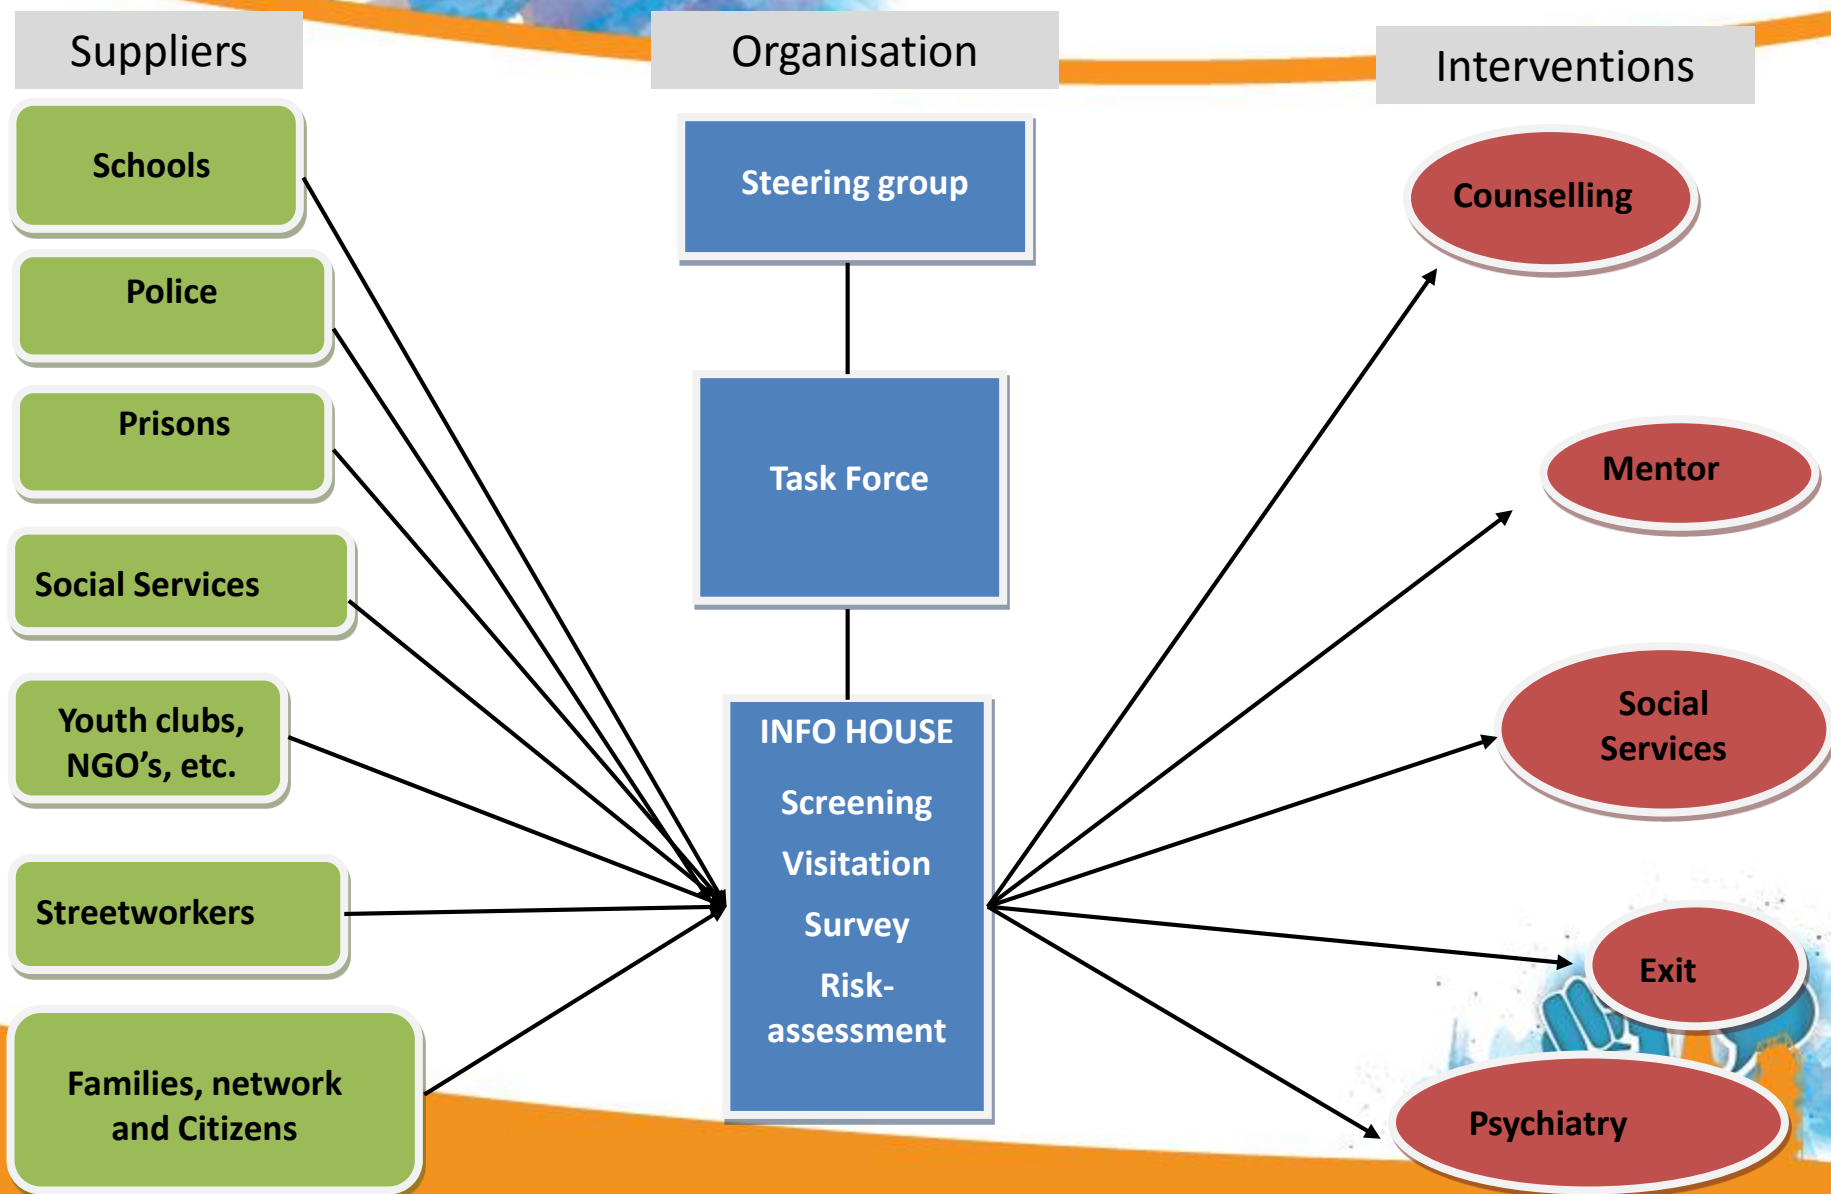 Suppliers
Organisation
Interventions
Schools
Police
Prisons
Social Services
Youth clubs,
NGO's, etc.
Streetworkers
Families, network
and Citizens
Steering group
Task Force
INFO HOUSE
Screening
Visitation
Survey
Risk-
assessment
Counselling
Mentor
Social
Services
Exit
Psychiatry